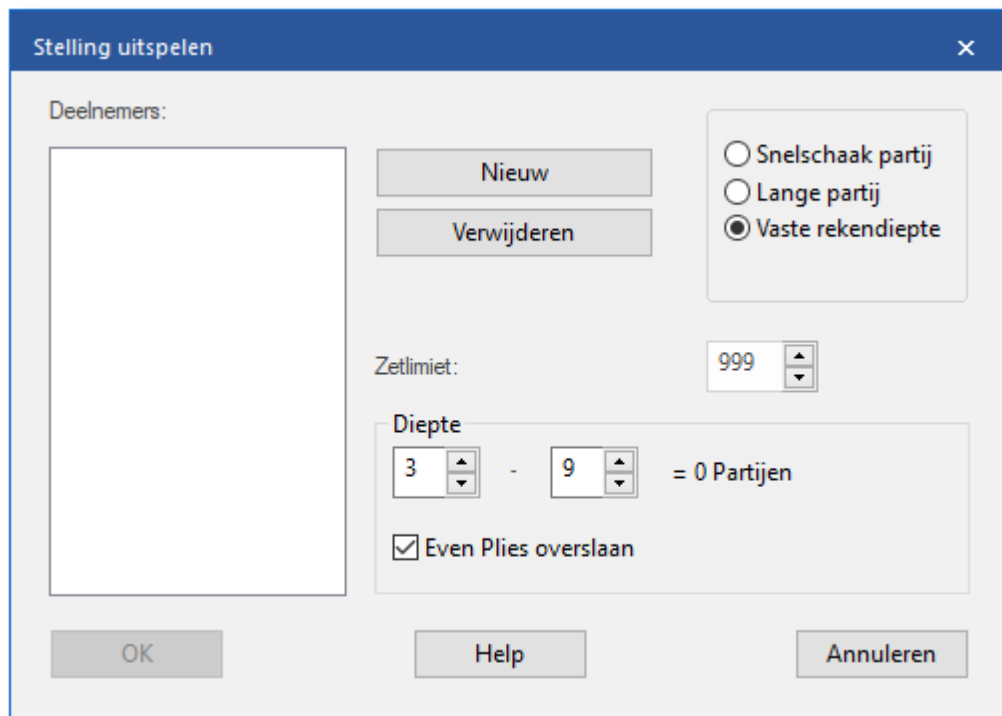 Stelling uitspelen
Deelnemers:
Nieuw
Verwijderen
Snelschaak partij
Lange partij
Vaste rekendiepte
Zetlimiet:
999
Diepte
3 - 9 = 0 Partijen
Even Plies overslaan
OK Help Annuleren